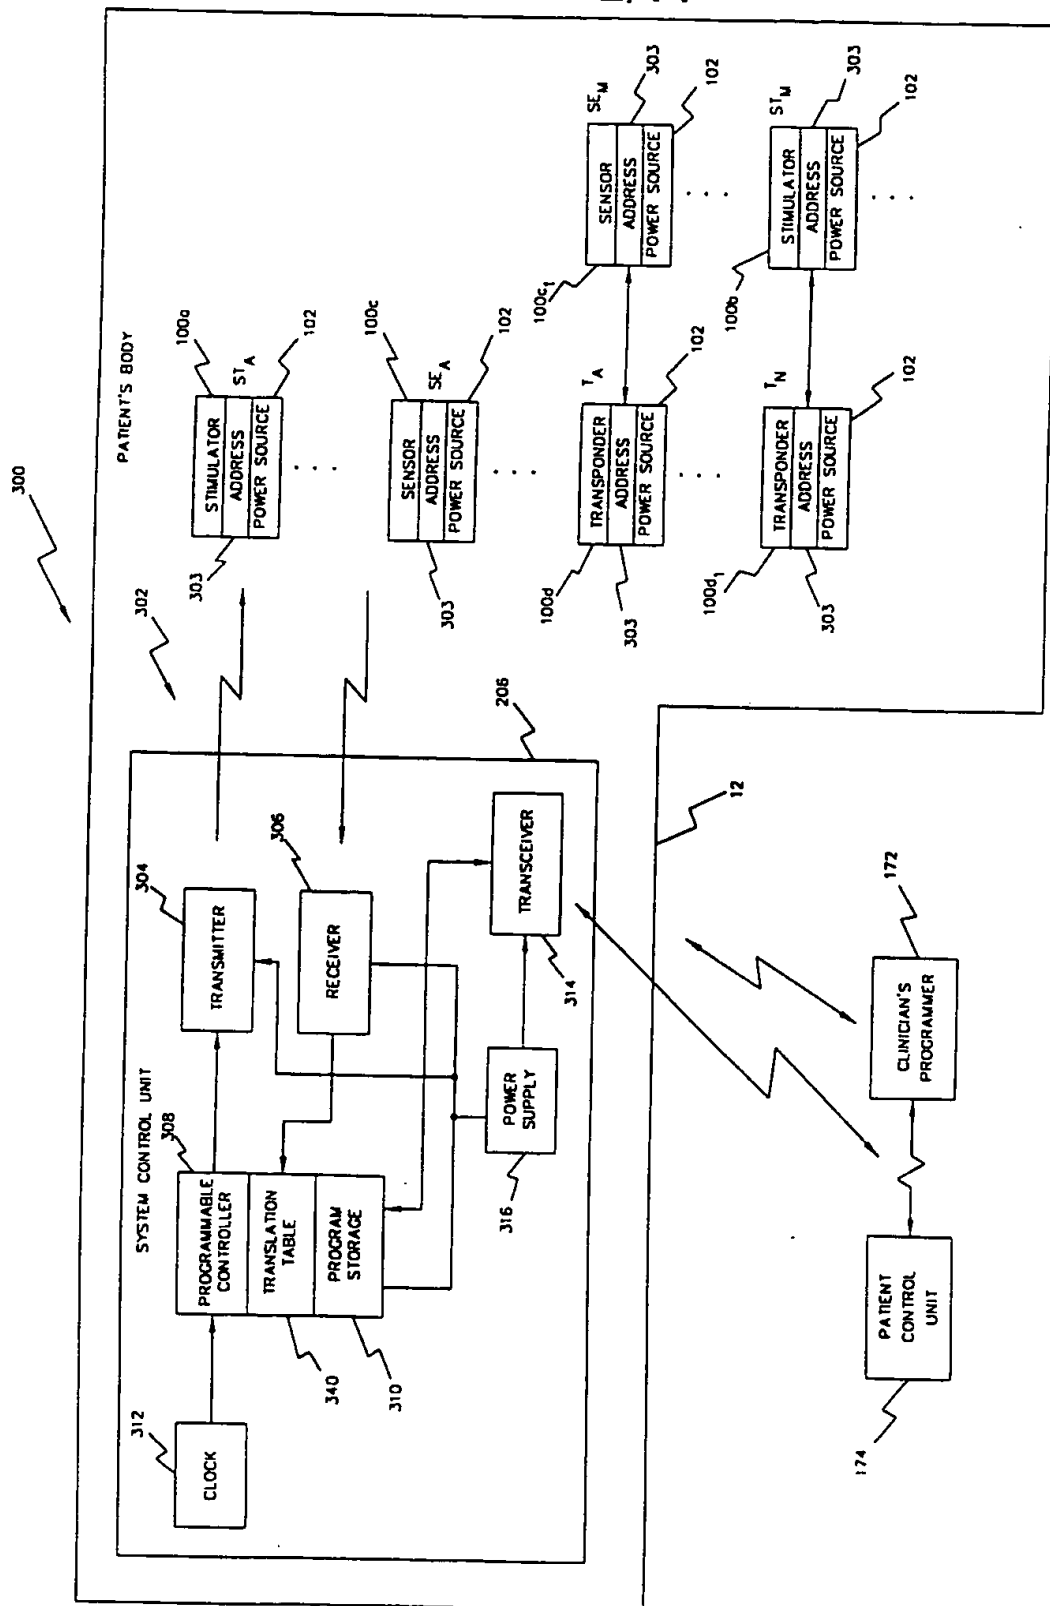 300
PATIENT'S BODY
302
SYSTEM CONTROL UNIT
206
312
CLOCK
308
PROGRAMMABLE
CONTROLLER
TRANSLATION
TABLE
PROGRAM
STORAGE
340
310
304
TRANSMITTER
306
RECEIVER
TRANSCEIVER
314
POWER
SUPPLY
316
100a
STIMULATOR
ADDRESS
POWER SOURCE
ST_A
102
303
. . .
100c
SENSOR
ADDRESS
POWER SOURCE
SE_A
102
303
. . .
100d
TRANSPONDER
ADDRESS
POWER SOURCE
T_A
102
303
. . .
100c₁
SENSOR
ADDRESS
POWER SOURCE
SE_M
303
102
. . .
100d₁
TRANSPONDER
ADDRESS
POWER SOURCE
T_N
102
303
100b
STIMULATOR
ADDRESS
POWER SOURCE
ST_M
303
102
. . .
12
PATIENT
CONTROL
UNIT
174
CLINICIAN'S
PROGRAMMER
172